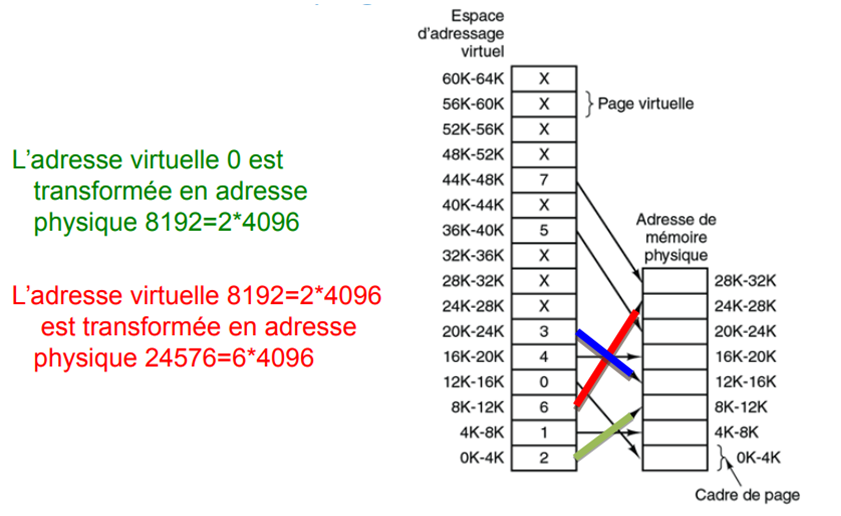 Espace
d'adressage
virtuel
60K-64K X
56K-60K X Page virtuelle
52K-56K X
48K-52K X
44K-48K 7
40K-44K X
36K-40K 5
32K-36K X
28K-32K X
24K-28K X
20K-24K 3
16K-20K 4
12K-16K 0
8K-12K 6
4K-8K 1
0K-4K 2
L'adresse virtuelle 0 est
transformée en adresse
physique 8192=2*4096
L'adresse virtuelle 8192=2*4096
est transformée en adresse
physique 24576=6*4096
Adresse de
mémoire
physique
28K-32K
24K-28K
20K-24K
16K-20K
12K-16K
8K-12K
4K-8K
0K-4K
Cadre de page